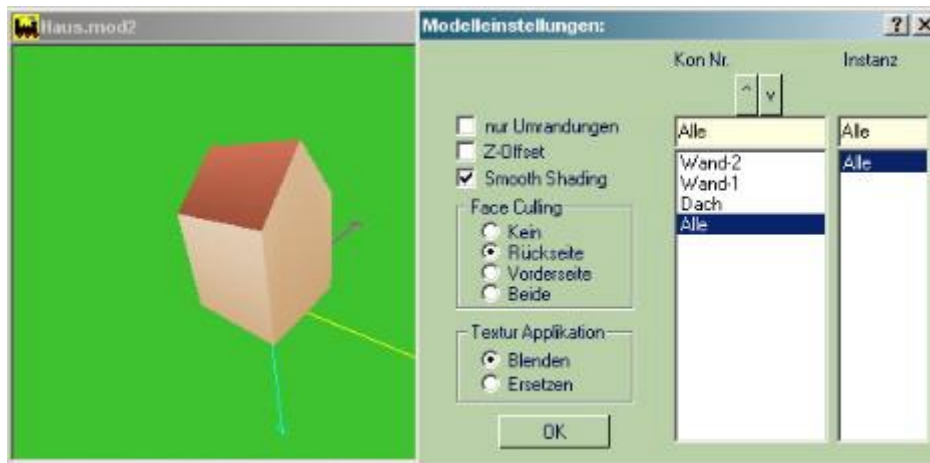 Haus.mod2
Modelleinstellungen:
? ×
Kon Nr.
Instanz
^ v
nur Umrandungen
Z-Offset
Smooth Shading
Alle
Alle
Wand-2
Wand-1
Dach
Alle
Alle
Face Culling
Kein
Rückseite
Vorderseite
Beide
Textur Applikation
Blenden
Ersetzen
OK